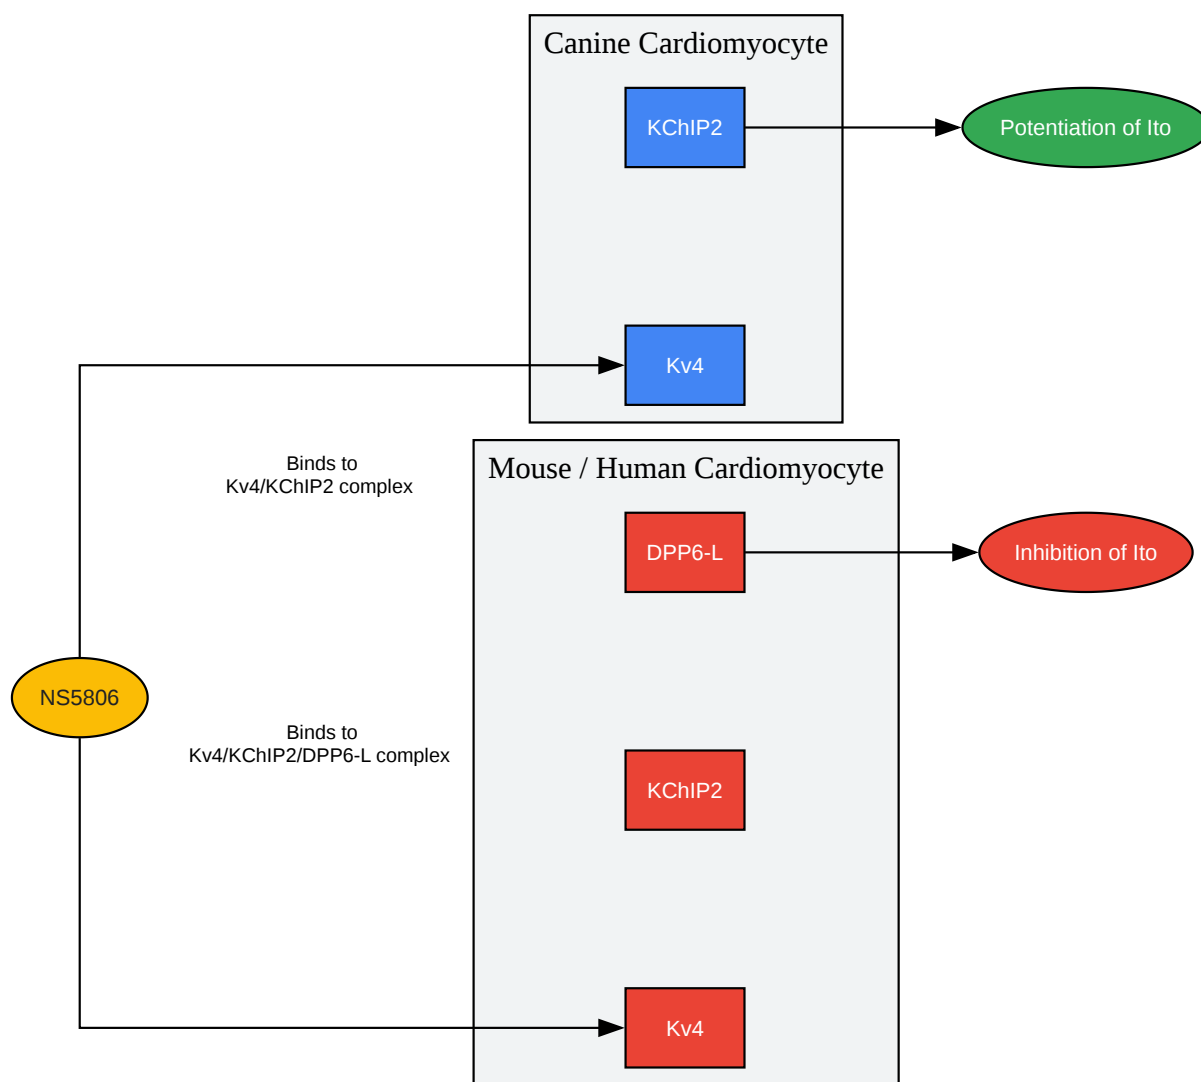 Canine Cardiomyocyte
KChIP2
Potentiation of Ito
Kv4
Binds to
Kv4/KChIP2 complex
Mouse / Human Cardiomyocyte
DPP6-L
Inhibition of Ito
NS5806
Binds to
Kv4/KChIP2/DPP6-L complex
KChIP2
Kv4